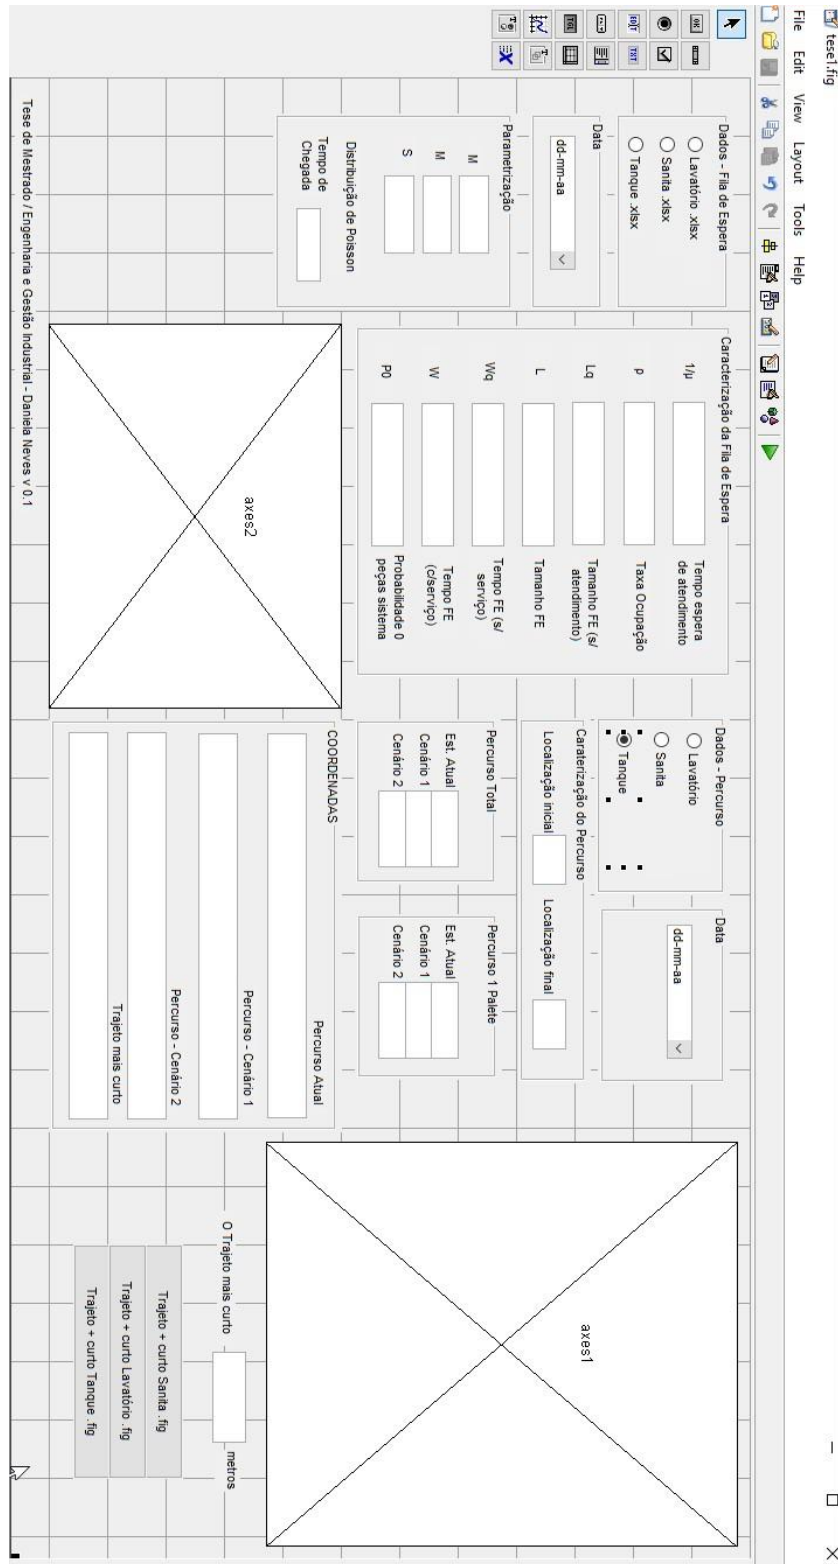 tese1.fig
File Edit View Layout Tools Help
Dados - Fila de Espera
Lavatório .xlsx
Sanita .xlsx
Tanque .xlsx
Data
dd-mm-aa
Parametrização
M
M
S
Distribuição de Poisson
Tempo de
Chegada
Caracterização da Fila de Espera
1/μ
Tempo espera
de atendimento
ρ
Taxa Ocupação
Lq
Tamanho FE (s/
atendimento)
L
Tamanho FE
Wq
Tempo FE (s/
serviço)
W
Tempo FE
(c/serviço)
P0
Probabilidade 0
peças sistema
axes2
Dados - Percurso
Lavatório
Sanita
Tanque
Data
dd-mm-aa
Caraterização do Percurso
Localização inicial
Localização final
Percurso Total
Est. Atual
Cenário 1
Cenário 2
Percurso 1 Palete
Est. Atual
Cenário 1
Cenário 2
COORDENADAS
Percurso Atual
Percurso - Cenário 1
Percurso - Cenário 2
Trajeto mais curto
axes1
O Trajeto mais curto
metros
Trajeto + curto Sanita .fig
Trajeto + curto Lavatório .fig
Trajeto + curto Tanque .fig
Tese de Mestrado / Engenharia e Gestão Industrial - Daniela Neves v 0.1